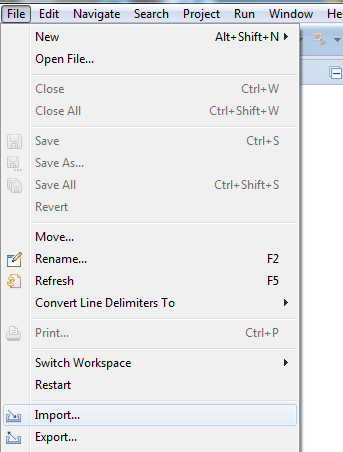 File Edit Navigate Search Project Run Window He
New Alt+Shift+N
Open File...
Close Ctrl+W
Close All Ctrl+Shift+W
Save Ctrl+S
Save As...
Save All Ctrl+Shift+S
Revert
Move...
Rename... F2
Refresh F5
Convert Line Delimiters To
Print... Ctrl+P
Switch Workspace
Restart
Import...
Export...